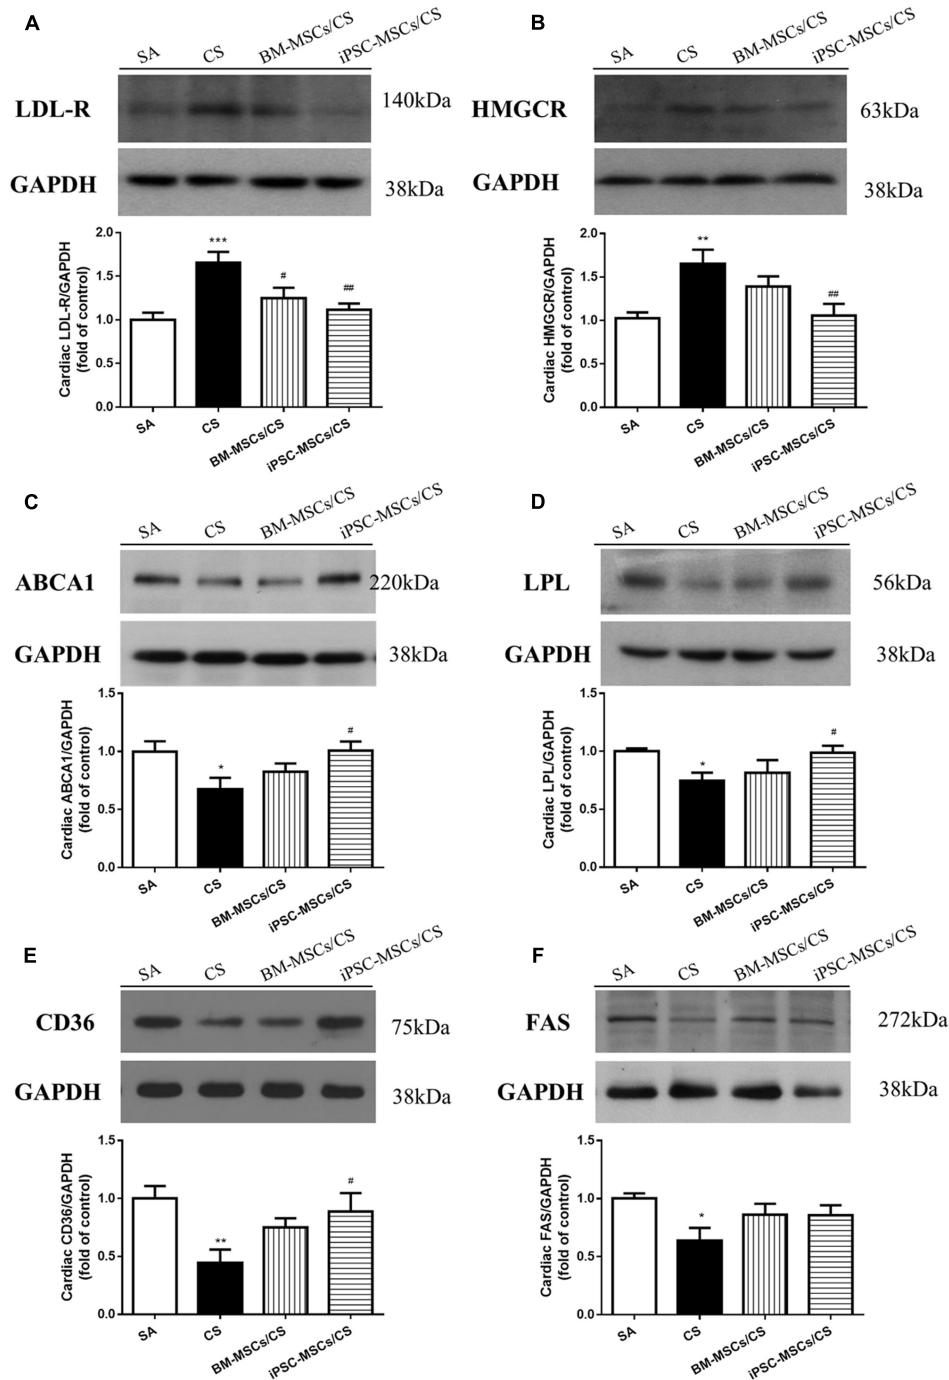 A
SA CS BM-MSCs/CS iPSC-MSCs/CS
LDL-R 140kDa
GAPDH 38kDa
Cardiac LDL-R/GAPDH
(fold of control)
2.0
1.5
1.0
0.5
0.0
***
#
##
SA CS BM-MSCs/CS iPSC-MSCs/CS
B
SA CS BM-MSCs/CS iPSC-MSCs/CS
HMGCR 63kDa
GAPDH 38kDa
Cardiac HMGCR/GAPDH
(fold of control)
2.0
1.5
1.0
0.5
0.0
**
##
SA CS BM-MSCs/CS iPSC-MSCs/CS
C
SA CS BM-MSCs/CS iPSC-MSCs/CS
ABCA1 220kDa
GAPDH 38kDa
Cardiac ABCA1/GAPDH
(fold of control)
1.5
1.0
0.5
0.0
*
#
SA CS BM-MSCs/CS iPSC-MSCs/CS
D
SA CS BM-MSCs/CS iPSC-MSCs/CS
LPL 56kDa
GAPDH 38kDa
Cardiac LPL/GAPDH
(fold of control)
1.5
1.0
0.5
0.0
*
#
SA CS BM-MSCs/CS iPSC-MSCs/CS
E
SA CS BM-MSCs/CS iPSC-MSCs/CS
CD36 75kDa
GAPDH 38kDa
Cardiac CD36/GAPDH
(fold of control)
1.5
1.0
0.5
0.0
**
#
SA CS BM-MSCs/CS iPSC-MSCs/CS
F
SA CS BM-MSCs/CS iPSC-MSCs/CS
FAS 272kDa
GAPDH 38kDa
Cardiac FAS/GAPDH
(fold of control)
1.5
1.0
0.5
0.0
*
SA CS BM-MSCs/CS iPSC-MSCs/CS